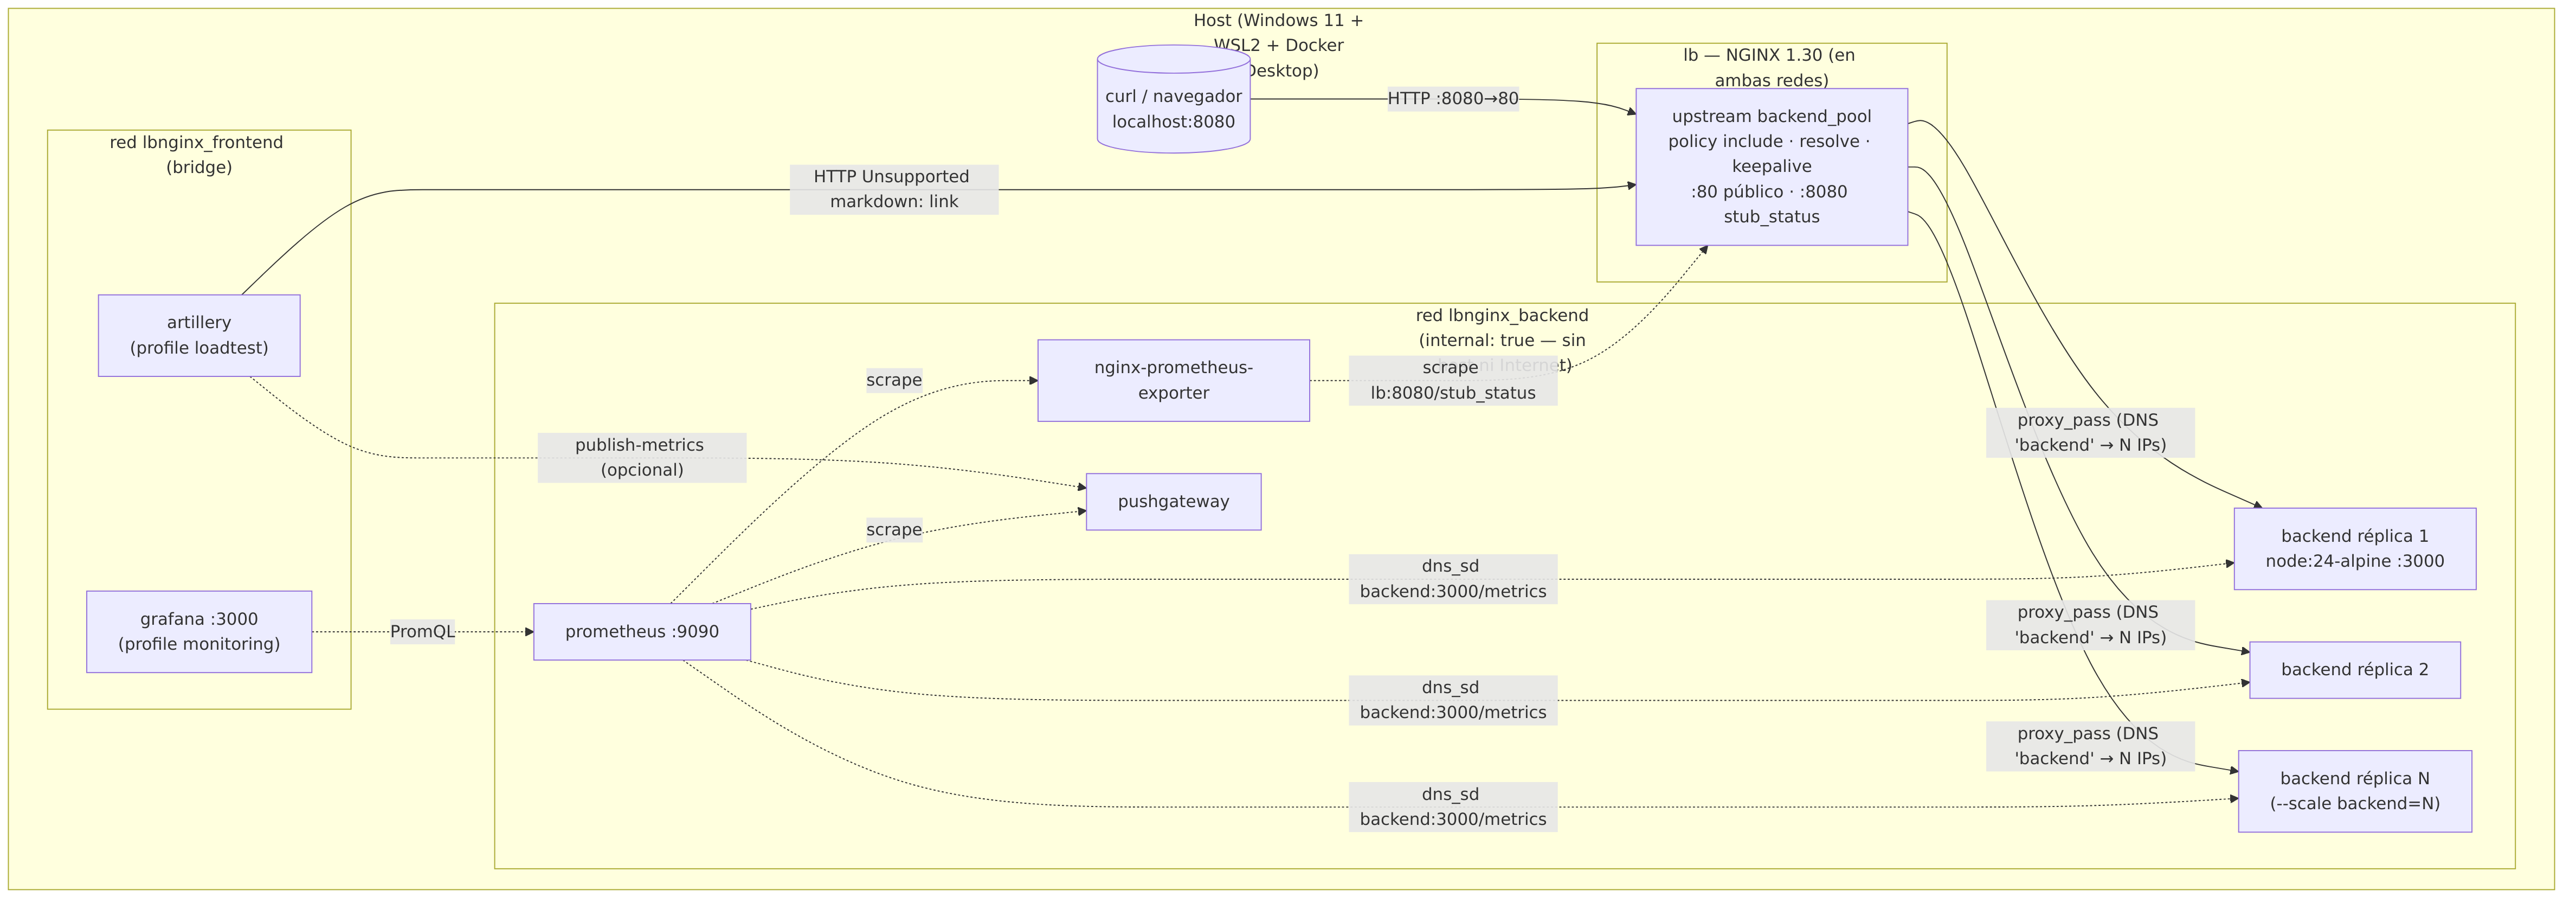 Host (Windows 11 +
WSL2 + Docker
Desktop)
curl / navegador
localhost:8080
HTTP :8080→80
lb — NGINX 1.30 (en
ambas redes)
upstream backend_pool
policy include · resolve ·
keepalive
:80 público · :8080
stub_status
red lbnginx_frontend
(bridge)
HTTP Unsupported
markdown: link
artillery
(profile loadtest)
publish-metrics
(opcional)
grafana :3000
(profile monitoring)
PromQL
red lbnginx_backend
(internal: true — sin
ni Internet)
nginx-prometheus-
exporter
scrape
scrape
lb:8080/stub_status
pushgateway
scrape
prometheus :9090
dns_sd
backend:3000/metrics
dns_sd
backend:3000/metrics
dns_sd
backend:3000/metrics
proxy_pass (DNS
'backend' → N IPs)
proxy_pass (DNS
'backend' → N IPs)
proxy_pass (DNS
'backend' → N IPs)
backend réplica 1
node:24-alpine :3000
backend réplica 2
backend réplica N
(--scale backend=N)